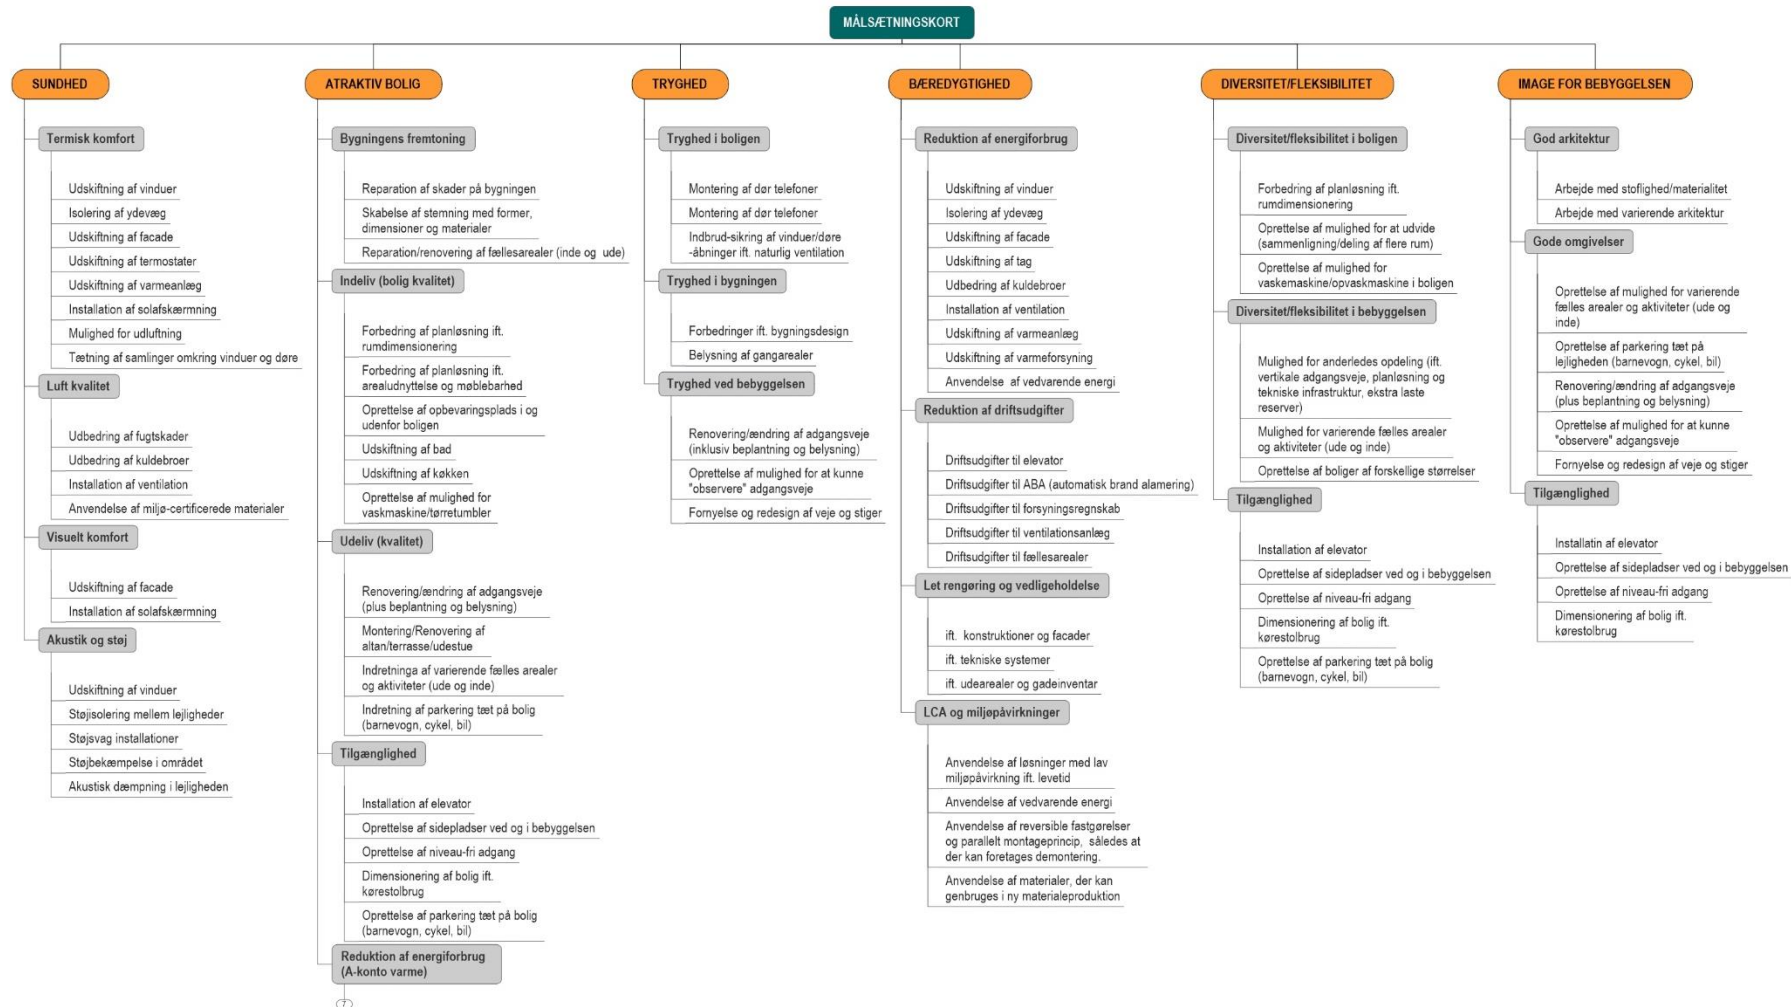 MÅLSÆTNINGSKORT
SUNDHED
Termisk komfort
Udskiftning af vinduer
Isolering af ydevæg
Udskiftning af facade
Udskiftning af termostater
Udskiftning af varmeanlæg
Installation af solafskærmning
Mulighed for udluftning
Tætning af samlinger omkring vinduer og døre
Luft kvalitet
Udbedring af fugtskader
Udbedring af kuldebroer
Installation af ventilation
Anvendelse af miljø-certificerede materialer
Visuelt komfort
Udskiftning af facade
Installation af solafskærmning
Akustik og støj
Udskiftning af vinduer
Støjisolering mellem lejligheder
Støjsvag installationer
Støjbekæmpelse i området
Akustisk dæmpning i lejligheden
ATRAKTIV BOLIG
Bygningens fremtoning
Reparation af skader på bygningen
Skabelse af stemning med former,
dimensioner og materialer
Reparation/renovering af fællesarealer (inde og ude)
Indeliv (bolig kvalitet)
Forbedring af planløsning ift.
rumdimensionering
Forbedring af planløsning ift.
arealudnyttelse og møblebarhed
Oprettelse af opbevaringsplads i og
udenfor boligen
Udskiftning af bad
Udskiftning af køkken
Oprettelse af mulighed for
vaskmaskine/tørretumbler
Udeliv (kvalitet)
Renovering/ændring af adgangsveje
(plus beplantning og belysning)
Montering/Renovering af
altan/terrasse/udestue
Indretninga af varierende fælles arealer
og aktiviteter (ude og inde)
Indretning af parkering tæt på bolig
(barnevogn, cykel, bil)
Tilgænglighed
Installation af elevator
Oprettelse af sidepladser ved og i bebyggelsen
Oprettelse af niveau-fri adgang
Dimensionering af bolig ift.
kørestolbrug
Oprettelse af parkering tæt på bolig
(barnevogn, cykel, bil)
Reduktion af energiforbrug
(A-konto varme)
7
TRYGHED
Tryghed i boligen
Montering af dør telefoner
Montering af dør telefoner
Indbrud-sikring af vinduer/døre
-åbninger ift. naturlig ventilation
Tryghed i bygningen
Forbedringer ift. bygningsdesign
Belysning af gangarealer
Tryghed ved bebyggelsen
Renovering/ændring af adgangsveje
(inklusiv beplantning og belysning)
Oprettelse af mulighed for at kunne
"observere" adgangsveje
Fornyelse og redesign af veje og stiger
BÆREDYGTIGHED
Reduktion af energiforbrug
Udskiftning af vinduer
Isolering af ydevæg
Udskiftning af facade
Udskiftning af tag
Udbedring af kuldebroer
Installation af ventilation
Udskiftning af varmeanlæg
Udskiftning af varmeforsyning
Anvendelse af vedvarende energi
Reduktion af driftsudgifter
Driftsudgifter til elevator
Driftsudgifter til ABA (automatisk brand alamering)
Driftsudgifter til forsyningsregnskab
Driftsudgifter til ventilationsanlæg
Driftsudgifter til fællesarealer
Let rengøring og vedligeholdelse
ift. konstruktioner og facader
ift. tekniske systemer
ift. udearealer og gadeinventar
LCA og miljøpåvirkninger
Anvendelse af løsninger med lav
miljøpåvirkning ift. levetid
Anvendelse af vedvarende energi
Anvendelse af reversible fastgørelser
og parallelt montageprincip, således at
der kan foretages demontering.
Anvendelse af materialer, der kan
genbruges i ny materialeproduktion
DIVERSITET/FLEKSIBILITET
Diversitet/fleksibilitet i boligen
Forbedring af planløsning ift.
rumdimensionering
Oprettelse af mulighed for at udvide
(sammenligning/deling af flere rum)
Oprettelse af mulighed for
vaskemaskine/opvaskmaskine i boligen
Diversitet/fleksibilitet i bebyggelsen
Mulighed for anderledes opdeling (ift.
vertikale adgangsveje, planløsning og
tekniske infrastruktur, ekstra laste
reserver)
Mulighed for varierende fælles arealer
og aktiviteter (ude og inde)
Oprettelse af boliger af forskellige størrelser
Tilgænglighed
Installation af elevator
Oprettelse af sidepladser ved og i bebyggelsen
Oprettelse af niveau-fri adgang
Dimensionering af bolig ift.
kørestolbrug
Oprettelse af parkering tæt på bolig
(barnevogn, cykel, bil)
IMAGE FOR BEBYGGELSEN
God arkitektur
Arbejde med stoflighed/materialitet
Arbejde med varierende arkitektur
Gode omgivelser
Oprettelse af mulighed for varierende
fælles arealer og aktiviteter (ude og
inde)
Oprettelse af parkering tæt på
lejligheden (barnevogn, cykel, bil)
Renovering/ændring af adgangsveje
(plus beplantning og belysning)
Oprettelse af mulighed for at kunne
"observere" adgangsveje
Fornyelse og redesign af veje og stiger
Tilgænglighed
Installatin af elevator
Oprettelse af sidepladser ved og i bebyggelsen
Oprettelse af niveau-fri adgang
Dimensionering af bolig ift.
kørestolbrug